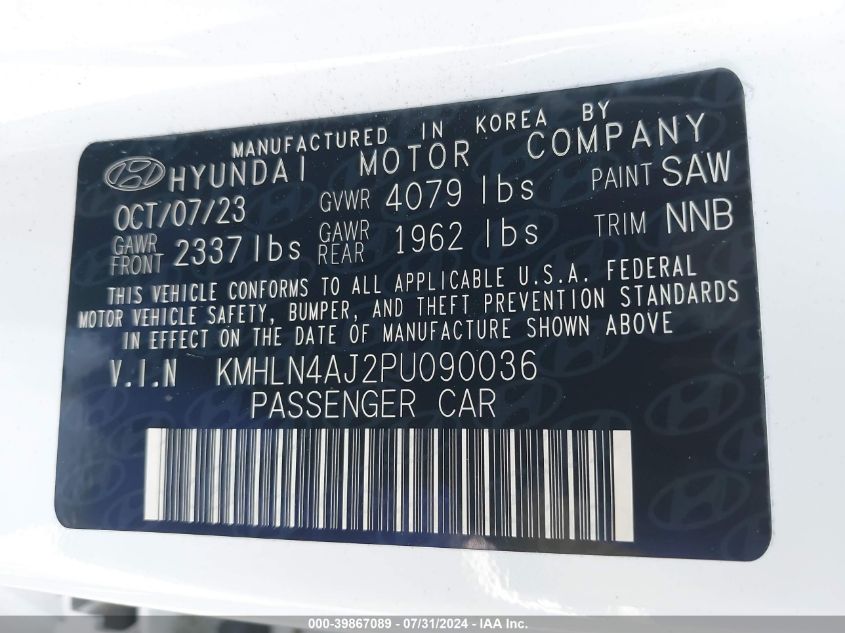 MANUFACTURED IN KOREA BY
HYUNDAI MOTOR COMPANY
OCT/07/23 GVWR 4079 lbs PAINT SAW
GAWR FRONT 2337 lbs GAWR REAR 1962 lbs TRIM NNB
THIS VEHICLE CONFORMS TO ALL APPLICABLE U.S.A. FEDERAL
MOTOR VEHICLE SAFETY, BUMPER, AND THEFT PREVENTION STANDARDS
IN EFFECT ON THE DATE OF MANUFACTURE SHOWN ABOVE
V.I.N KMHLN4AJ2PU090036
PASSENGER CAR
000-39867089 - 07/31/2024 - IAA Inc.